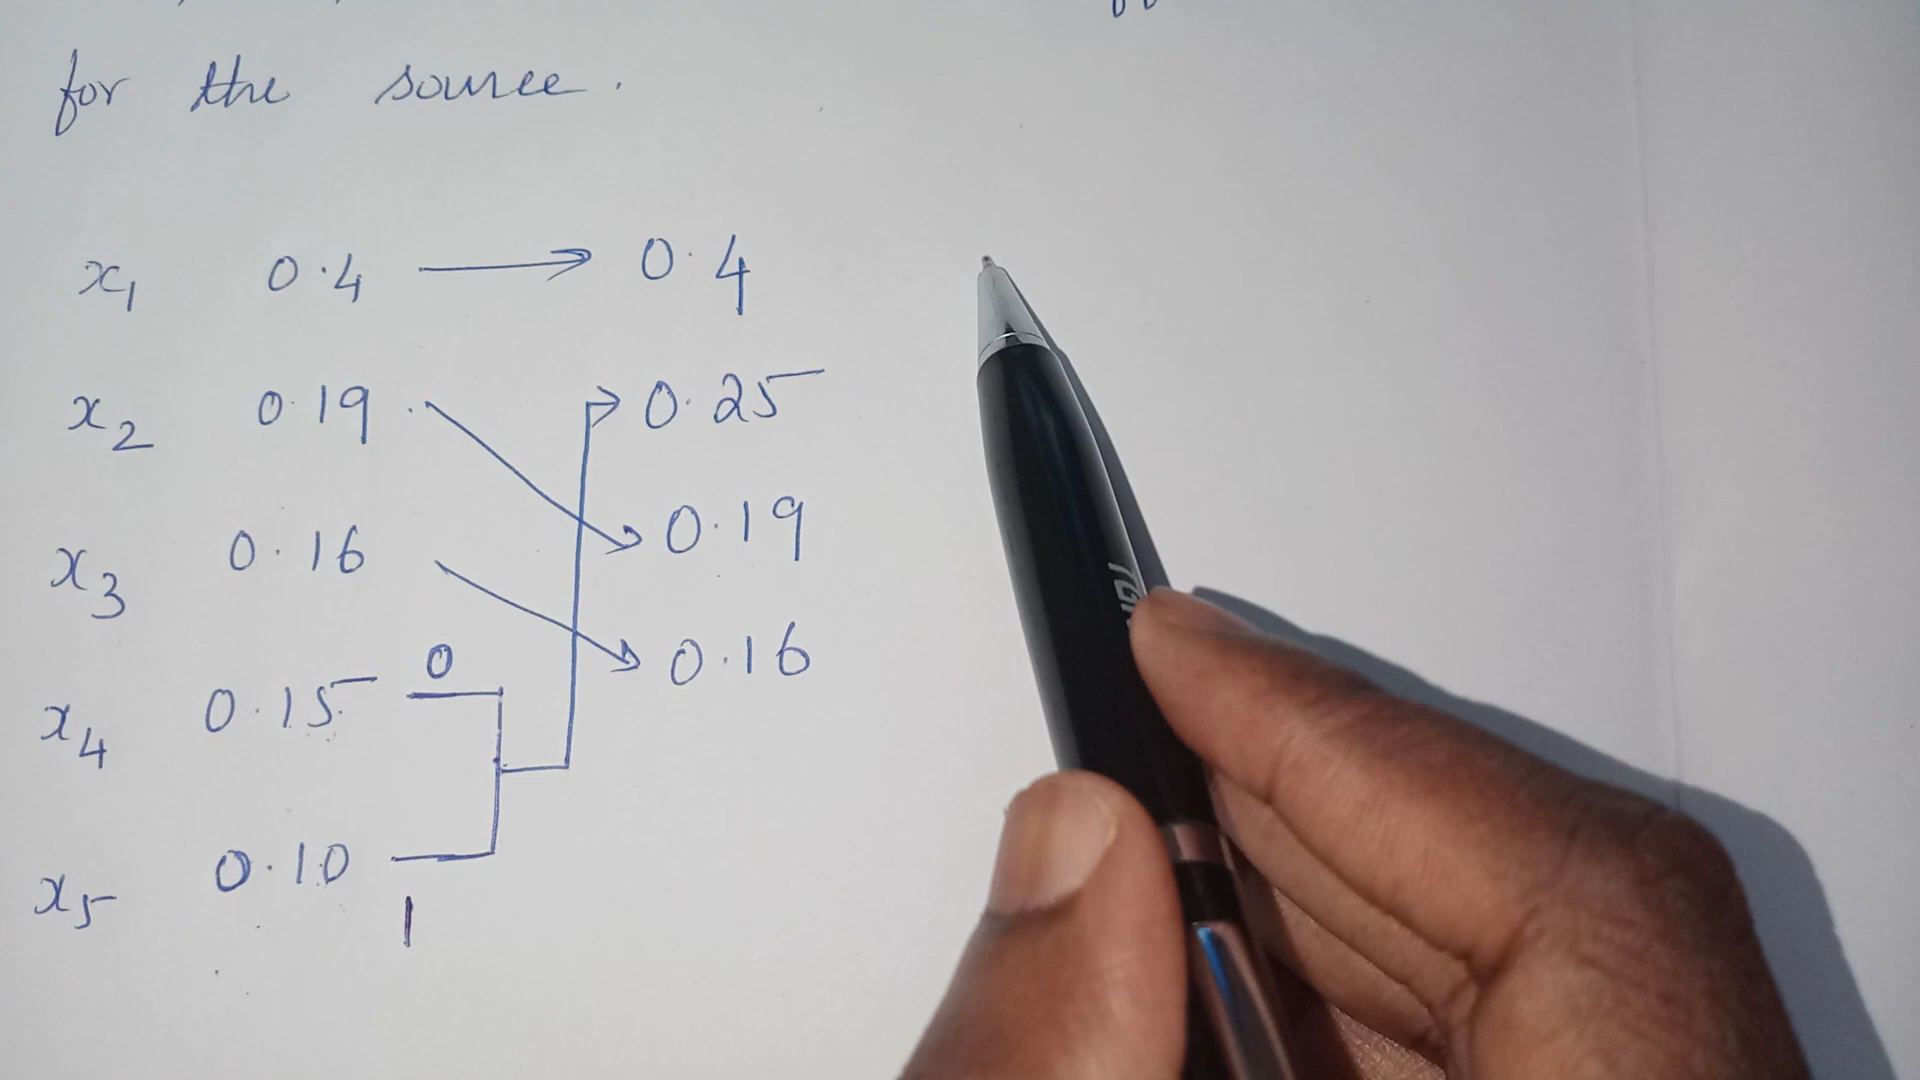 for the source.
x1 0.4 → 0.4
x2 0.19 0.25
x3 0.16 0.19
0 0.16
x4 0.15
x5 0.10
1